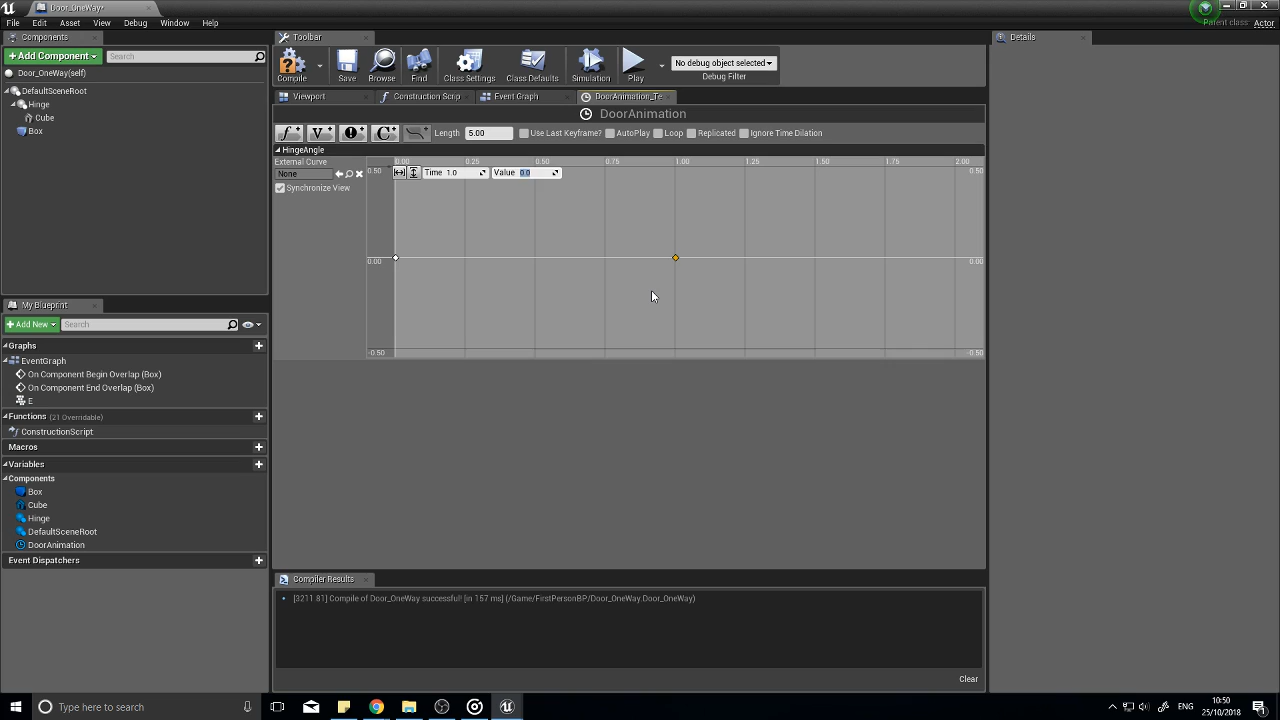 Door_OneWay*
File Edit Asset View Debug Window Help
Parent class: Actor
Components
Toolbar
Details
+Add Component
Search
Door_OneWay(self)
DefaultSceneRoot
Hinge
Cube
Box
Compile
Save
Browse
Find
Class Settings
Class Defaults
Simulation
Play
No debug object selected
Debug Filter
Viewport
Construction Scrip
Event Graph
DoorAnimation_Te
DoorAnimation
Length 5.00 Use Last Keyframe? AutoPlay Loop Replicated Ignore Time Dilation
HingeAngle
External Curve
None
Synchronize View
0.00 0.25 0.50 0.75 1.00 1.25 1.50 1.75 2.00
0.50 Time 1.0 Value 0.0 0.50
0.00 0.00
-0.50 -0.50
My Blueprint
+Add New Search
Graphs
EventGraph
On Component Begin Overlap (Box)
On Component End Overlap (Box)
E
Functions (21 Overridable)
ConstructionScript
Macros
Variables
Components
Box
Cube
Hinge
DefaultSceneRoot
DoorAnimation
Event Dispatchers
Compiler Results
[3211.81] Compile of Door_OneWay successful! [in 157 ms] (/Game/FirstPersonBP/Door_OneWay.Door_OneWay)
Clear
Type here to search
ENG
10:50
25/10/2018